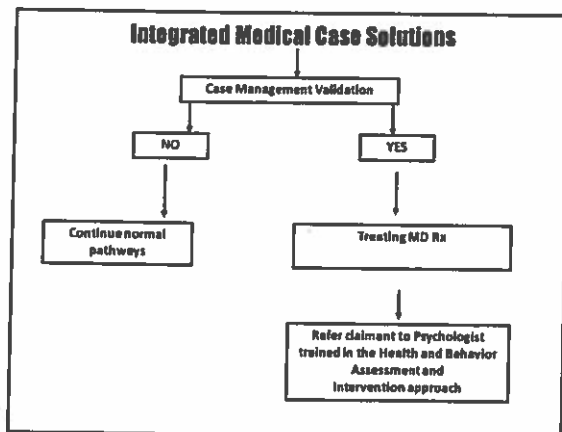 Integrated Medical Case Solutions
Case Management Validation
NO
YES
Continue normal
pathways
Treating MD Rx
Refer claimant to Psychologist
trained in the Health and Behavior
Assessment and
Intervention approach